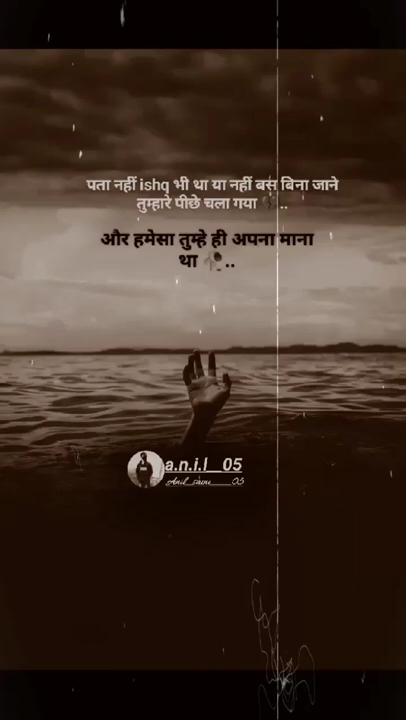 पता नहीं ishq भी था या नहीं बस बिना जाने
तुम्हारे पीछे चला गया ..
और हमेसा तुम्हे ही अपना माना
था ..
a.n.i.l_05